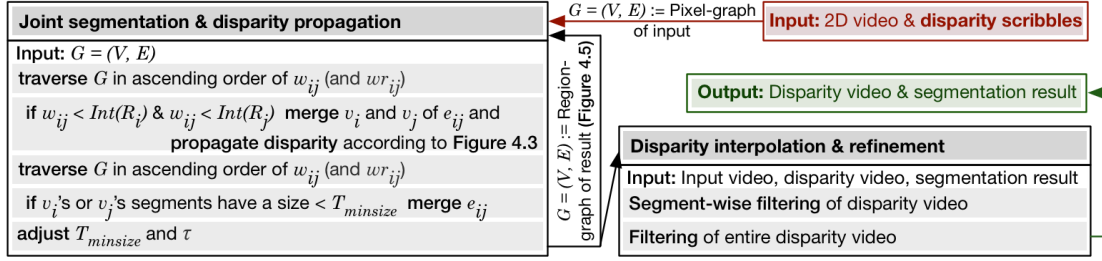 Joint segmentation & disparity propagation
Input: G = (V, E)
traverse G in ascending order of w_ij (and wr_ij)
if w_ij < Int(R_i) & w_ij < Int(R_j) merge v_i and v_j of e_ij and
propagate disparity according to Figure 4.3
traverse G in ascending order of w_ij (and wr_ij)
if v_i's or v_j's segments have a size < T_minsize merge e_ij
adjust T_minsize and τ
G = (V, E) := Pixel-graph
of input
G = (V, E) := Region-
graph of result (Figure 4.5)
Input: 2D video & disparity scribbles
Output: Disparity video & segmentation result
Disparity interpolation & refinement
Input: Input video, disparity video, segmentation result
Segment-wise filtering of disparity video
Filtering of entire disparity video